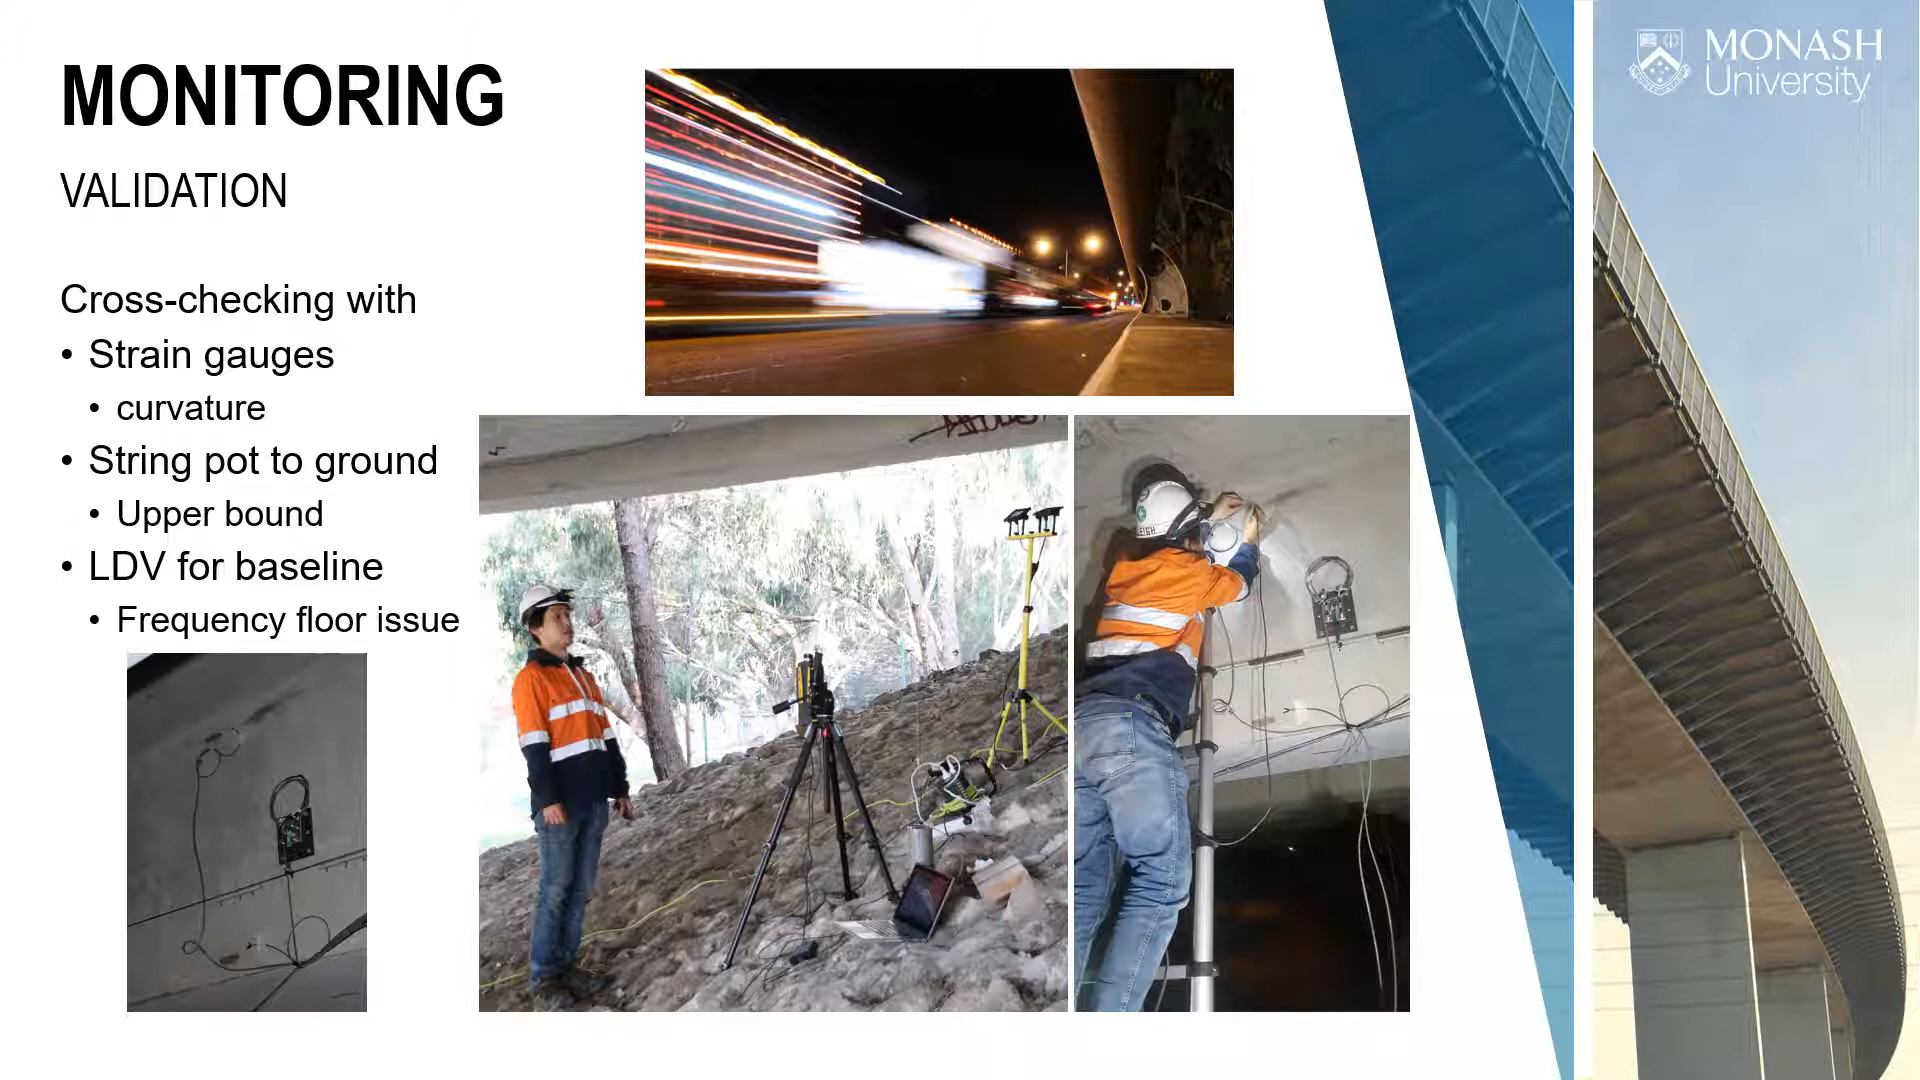 MONITORING
VALIDATION
Cross-checking with
• Strain gauges
• curvature
• String pot to ground
• Upper bound
• LDV for baseline
• Frequency floor issue
MONASH
University